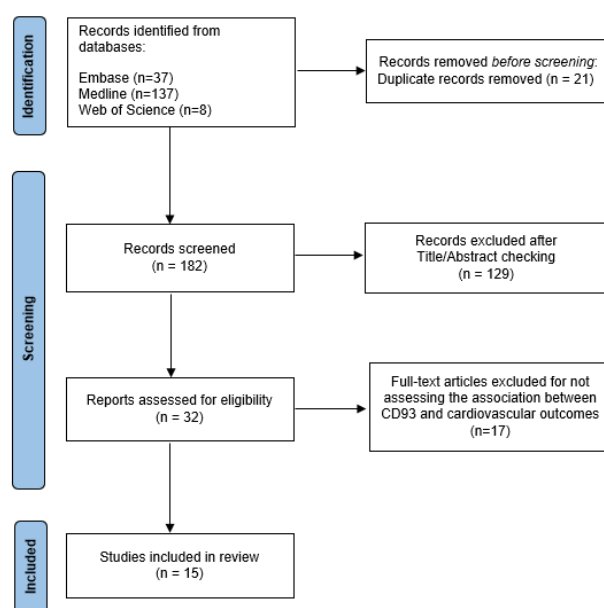 Identification
Records identified from
databases:
Embase (n=37)
Medline (n=137)
Web of Science (n=8)
Records removed before screening:
Duplicate records removed (n = 21)
Screening
Records screened
(n = 182)
Records excluded after
Title/Abstract checking
(n = 129)
Reports assessed for eligibility
(n = 32)
Full-text articles excluded for not
assessing the association between
CD93 and cardiovascular outcomes
(n=17)
Included
Studies included in review
(n = 15)